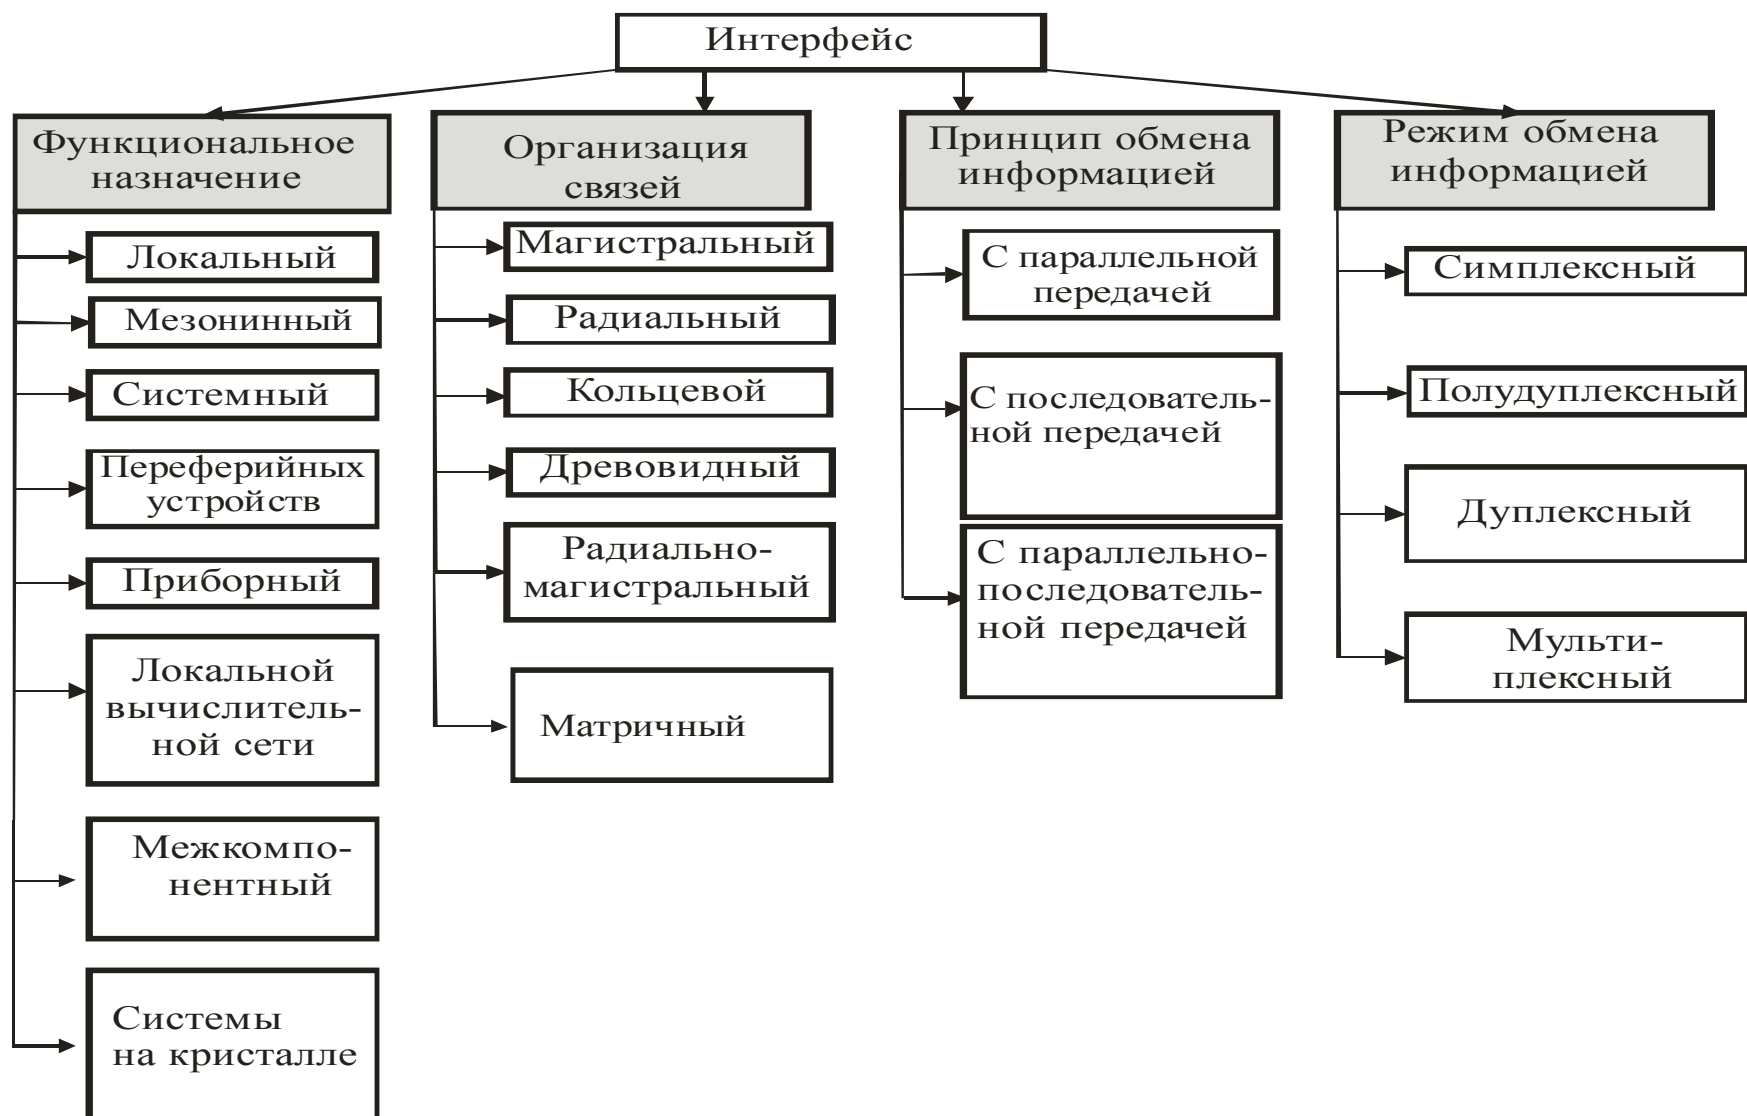 Интерфейс
Функциональное
назначение
Локальный
Мезонинный
Системный
Переферийных
устройств
Приборный
Локальной
вычислитель-
ной сети
Межкомпо-
нентный
Системы
на кристалле
Организация
связей
Магистральный
Радиальный
Кольцевой
Древовидный
Радиально-
магистральный
Матричный
Принцип обмена
информацией
С параллельной
передачей
С последователь-
ной передачей
С параллельно-
последователь-
ной передачей
Режим обмена
информацией
Симплексный
Полудуплексный
Дуплексный
Мульти-
плексный